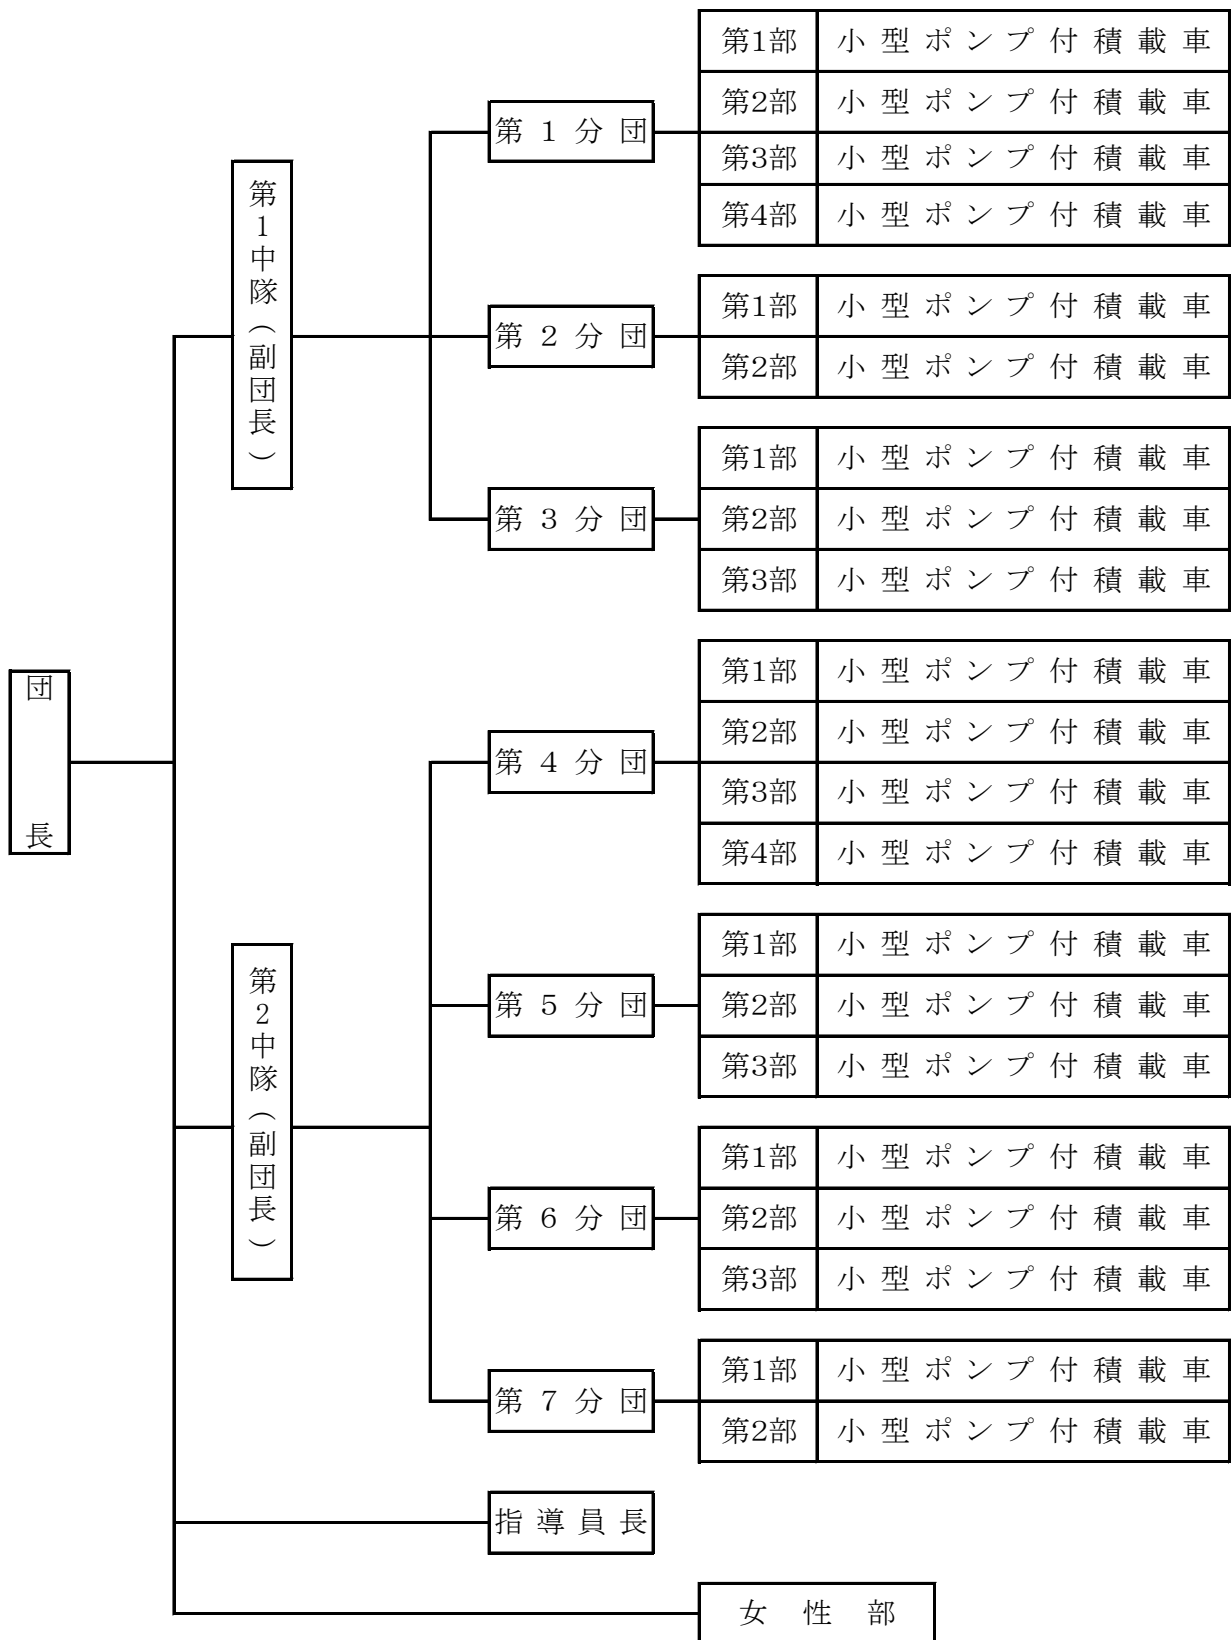 団長
第1中隊（副団長）
第1分団
第1部 小型ポンプ付積載車
第2部 小型ポンプ付積載車
第3部 小型ポンプ付積載車
第4部 小型ポンプ付積載車
第2分団
第1部 小型ポンプ付積載車
第2部 小型ポンプ付積載車
第3分団
第1部 小型ポンプ付積載車
第2部 小型ポンプ付積載車
第3部 小型ポンプ付積載車
第2中隊（副団長）
第4分団
第1部 小型ポンプ付積載車
第2部 小型ポンプ付積載車
第3部 小型ポンプ付積載車
第4部 小型ポンプ付積載車
第5分団
第1部 小型ポンプ付積載車
第2部 小型ポンプ付積載車
第3部 小型ポンプ付積載車
第6分団
第1部 小型ポンプ付積載車
第2部 小型ポンプ付積載車
第3部 小型ポンプ付積載車
第7分団
第1部 小型ポンプ付積載車
第2部 小型ポンプ付積載車
指導員長
女性部